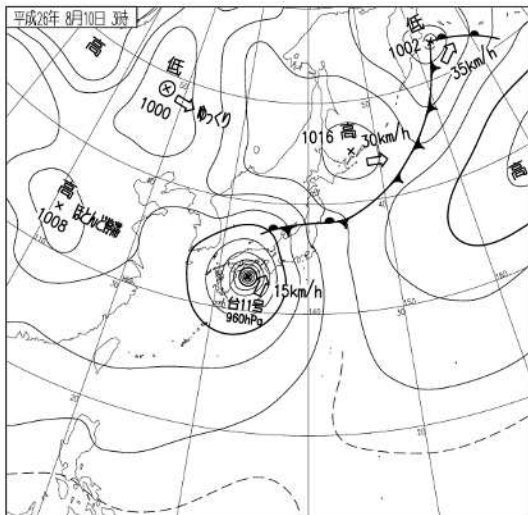 平成26年 8月10日 3時
高
低
1000
ゆっくり
低
1002
35km/h
1016 高
30km/h
高
1008
ほとんど停滞
高
15km/h
台11号
960hPa